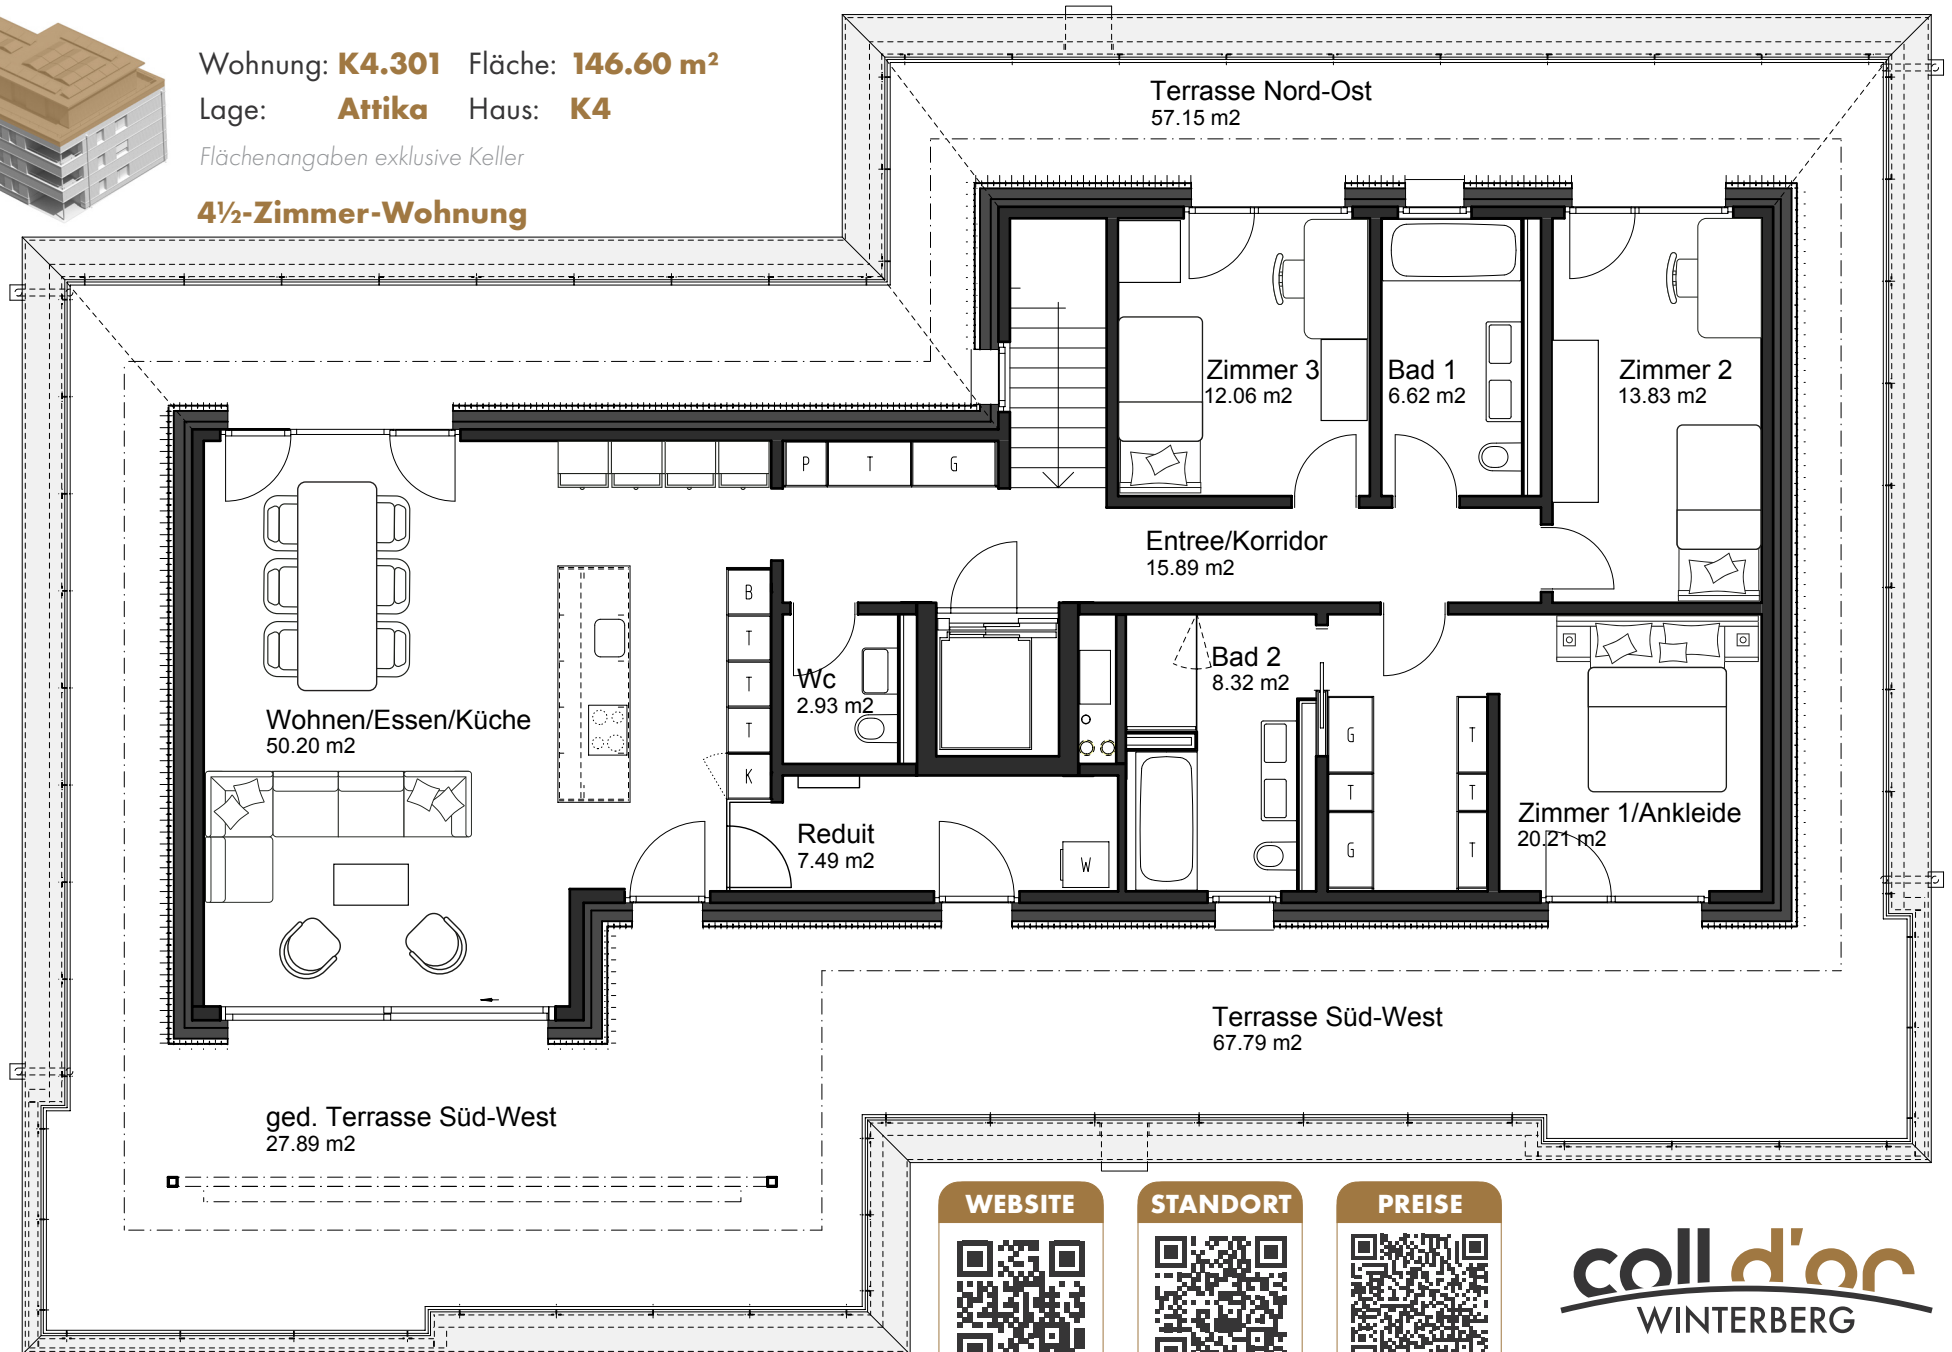 Wohnung: K4.301 Fläche: 146.60 m²
Lage: Attika Haus: K4
Flächenangaben exklusive Keller
4½-Zimmer-Wohnung
Terrasse Nord-Ost
57.15 m2
Zimmer 3
12.06 m2
Bad 1
6.62 m2
Zimmer 2
13.83 m2
P T G
Entree/Korridor
15.89 m2
B
T
T
T
K
Wc
2.93 m2
Bad 2
8.32 m2
Wohnen/Essen/Küche
50.20 m2
G
T
G
T
T
T
Zimmer 1/Ankleide
20.21 m2
Reduit
7.49 m2
W
Terrasse Süd-West
67.79 m2
ged. Terrasse Süd-West
27.89 m2
WEBSITE
STANDORT
PREISE
coll d'or
WINTERBERG